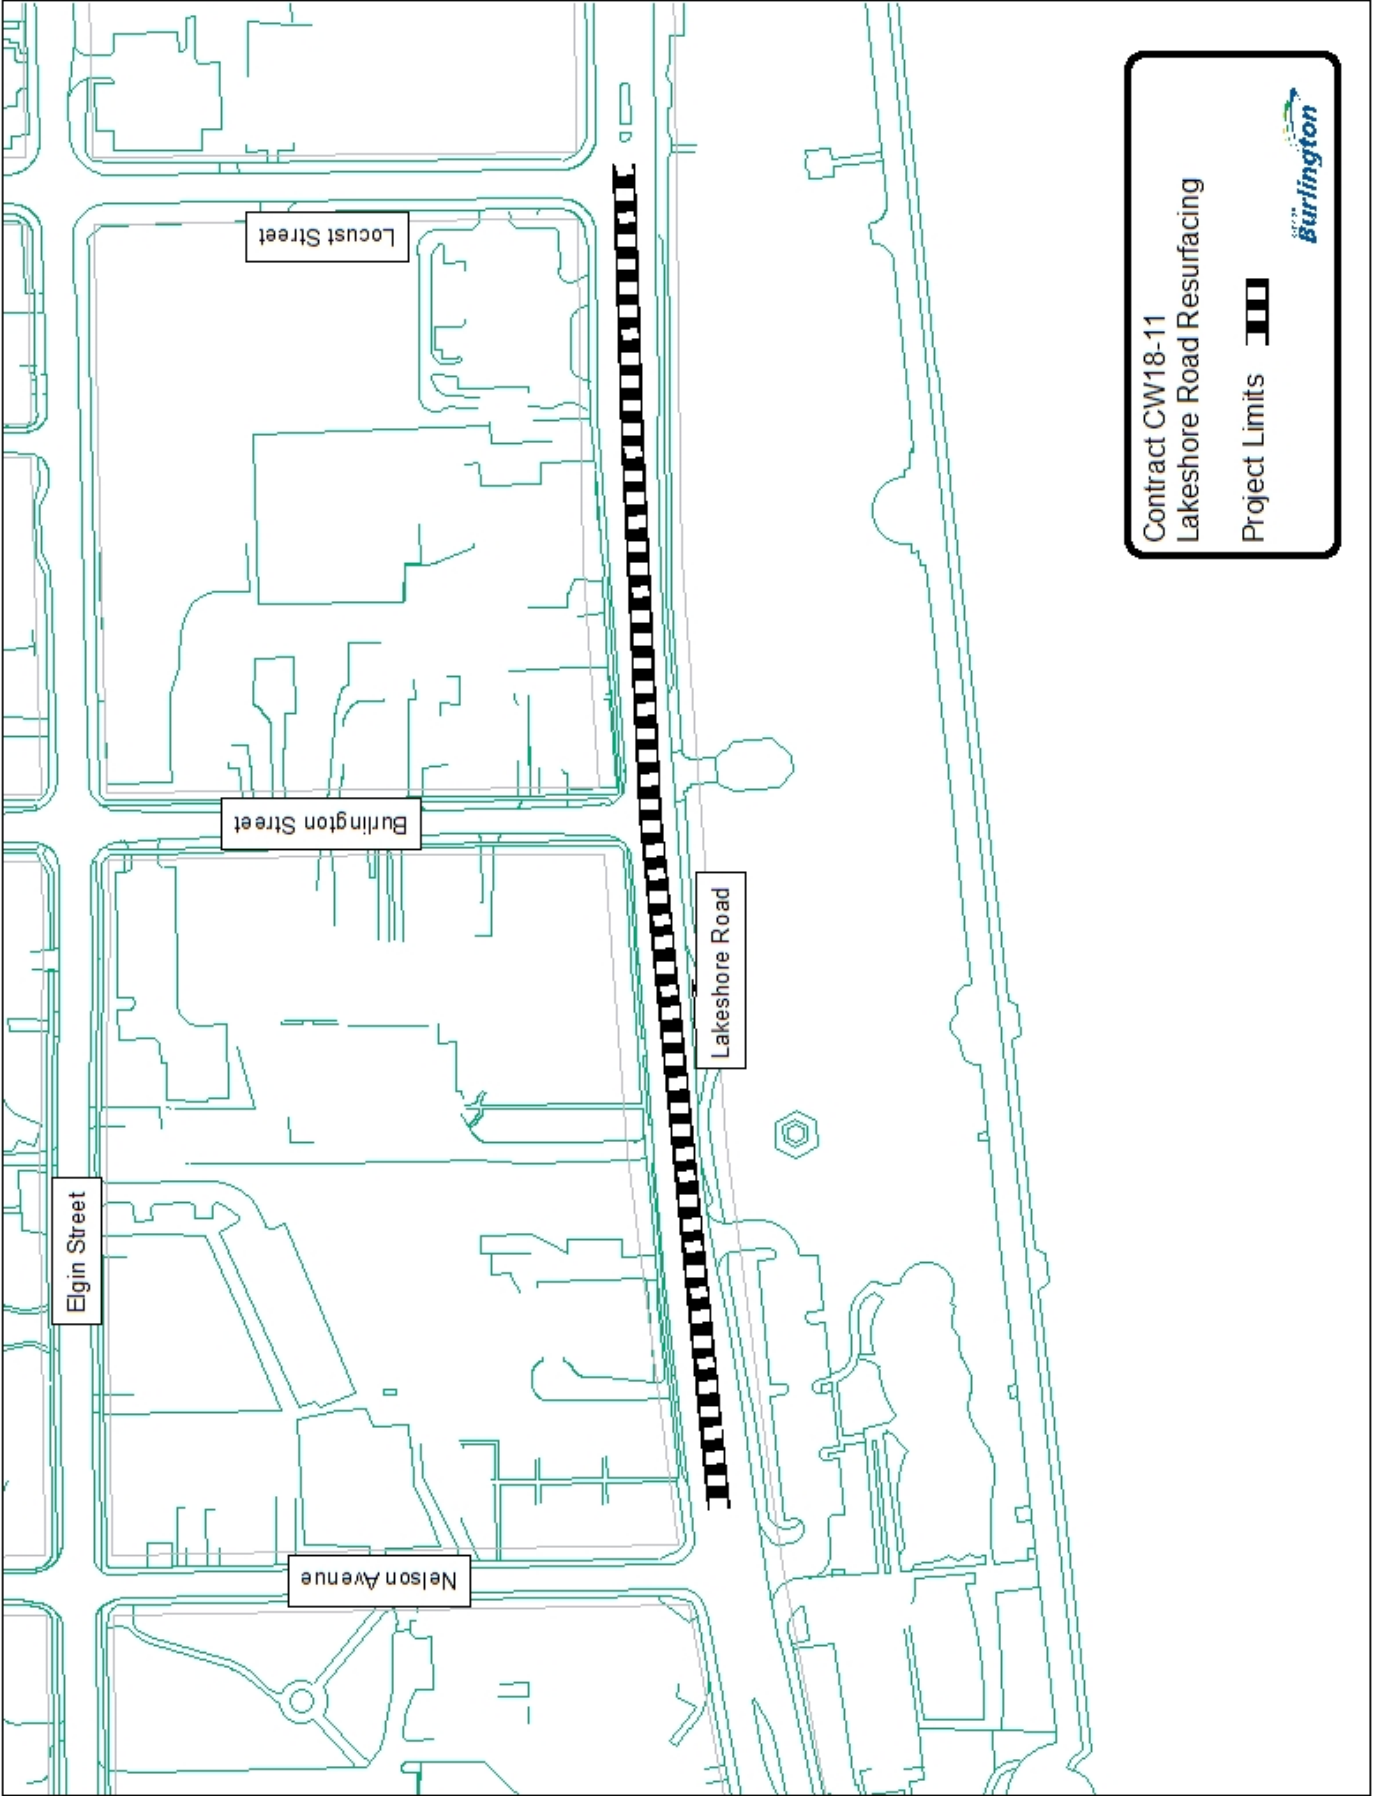 Elgin Street
Nelson Avenue
Burlington Street
Locust Street
Lakeshore Road
Contract CW18-11
Lakeshore Road Resurfacing
Project Limits
Burlington